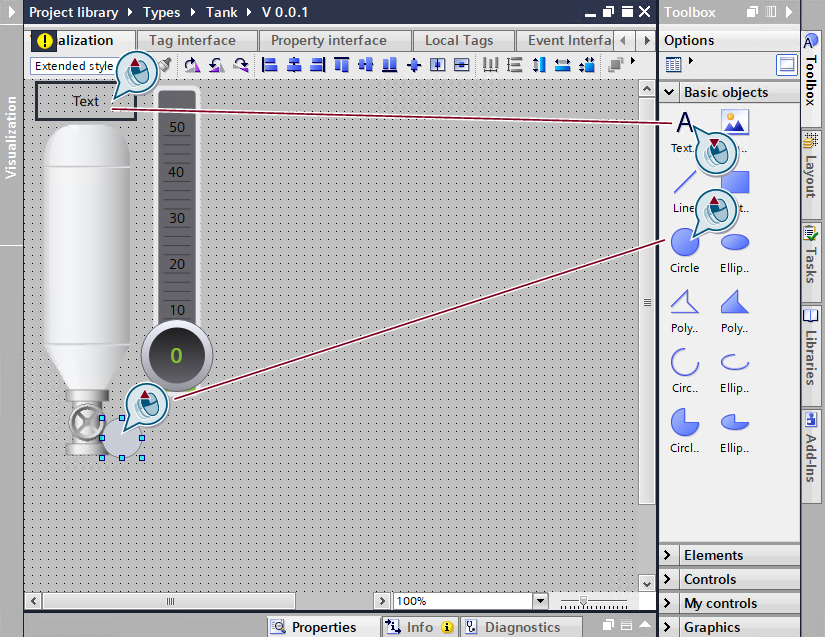 Project library Types Tank V 0.0.1
Toolbox
alization Tag interface Property interface Local Tags Event Interfa
Options
Extended style
Visualization
Text
50
40
30
20
10
0
Basic objects
Text
Line
Circle Ellip..
Poly.. Poly..
Circ.. Ellip..
Circl.. Ellip..
Toolbox
Layout
Tasks
Libraries
Add-Ins
Elements
Controls
My controls
Graphics
100%
Properties Info Diagnostics